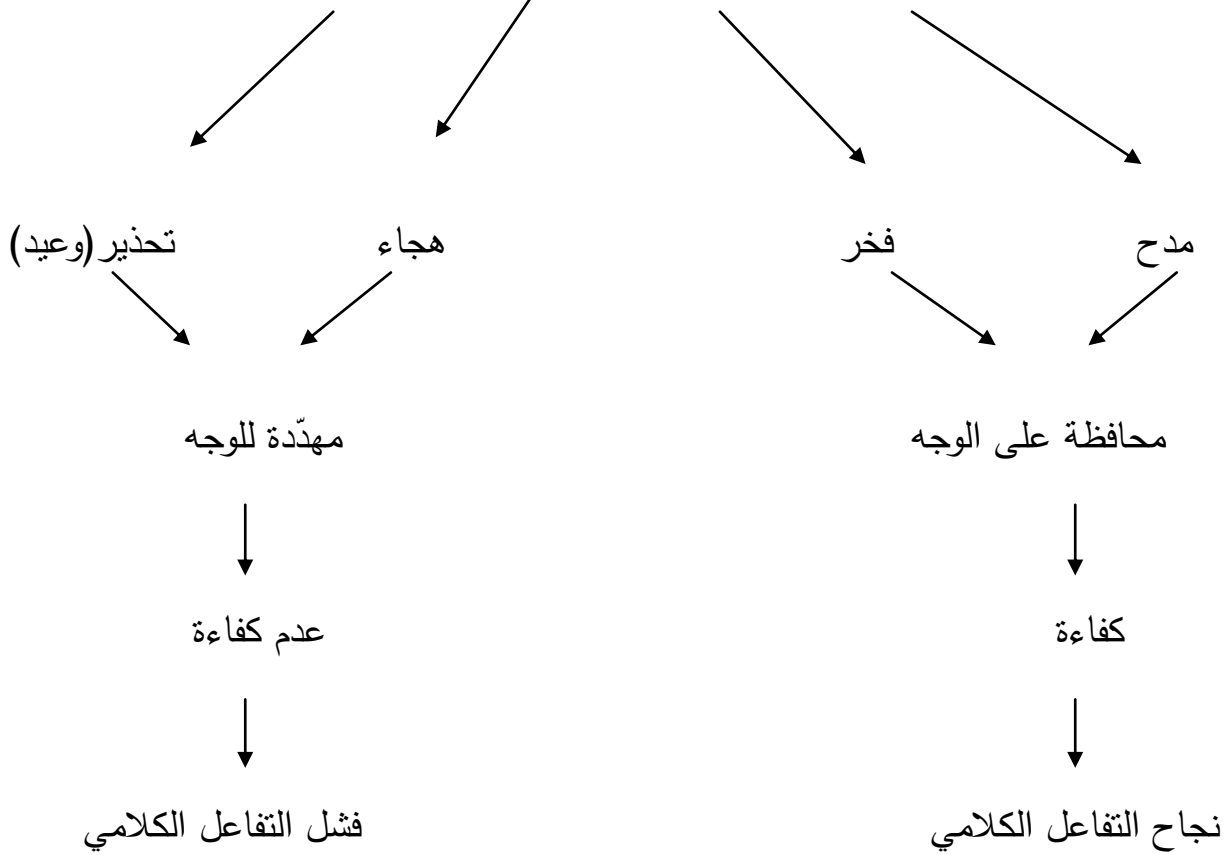 مدح فخر هجاء تحذير(وعيد)
محافظة على الوجه مهدّدة للوجه
كفاءة عدم كفاءة
نجاح التفاعل الكلامي فشل التفاعل الكلامي